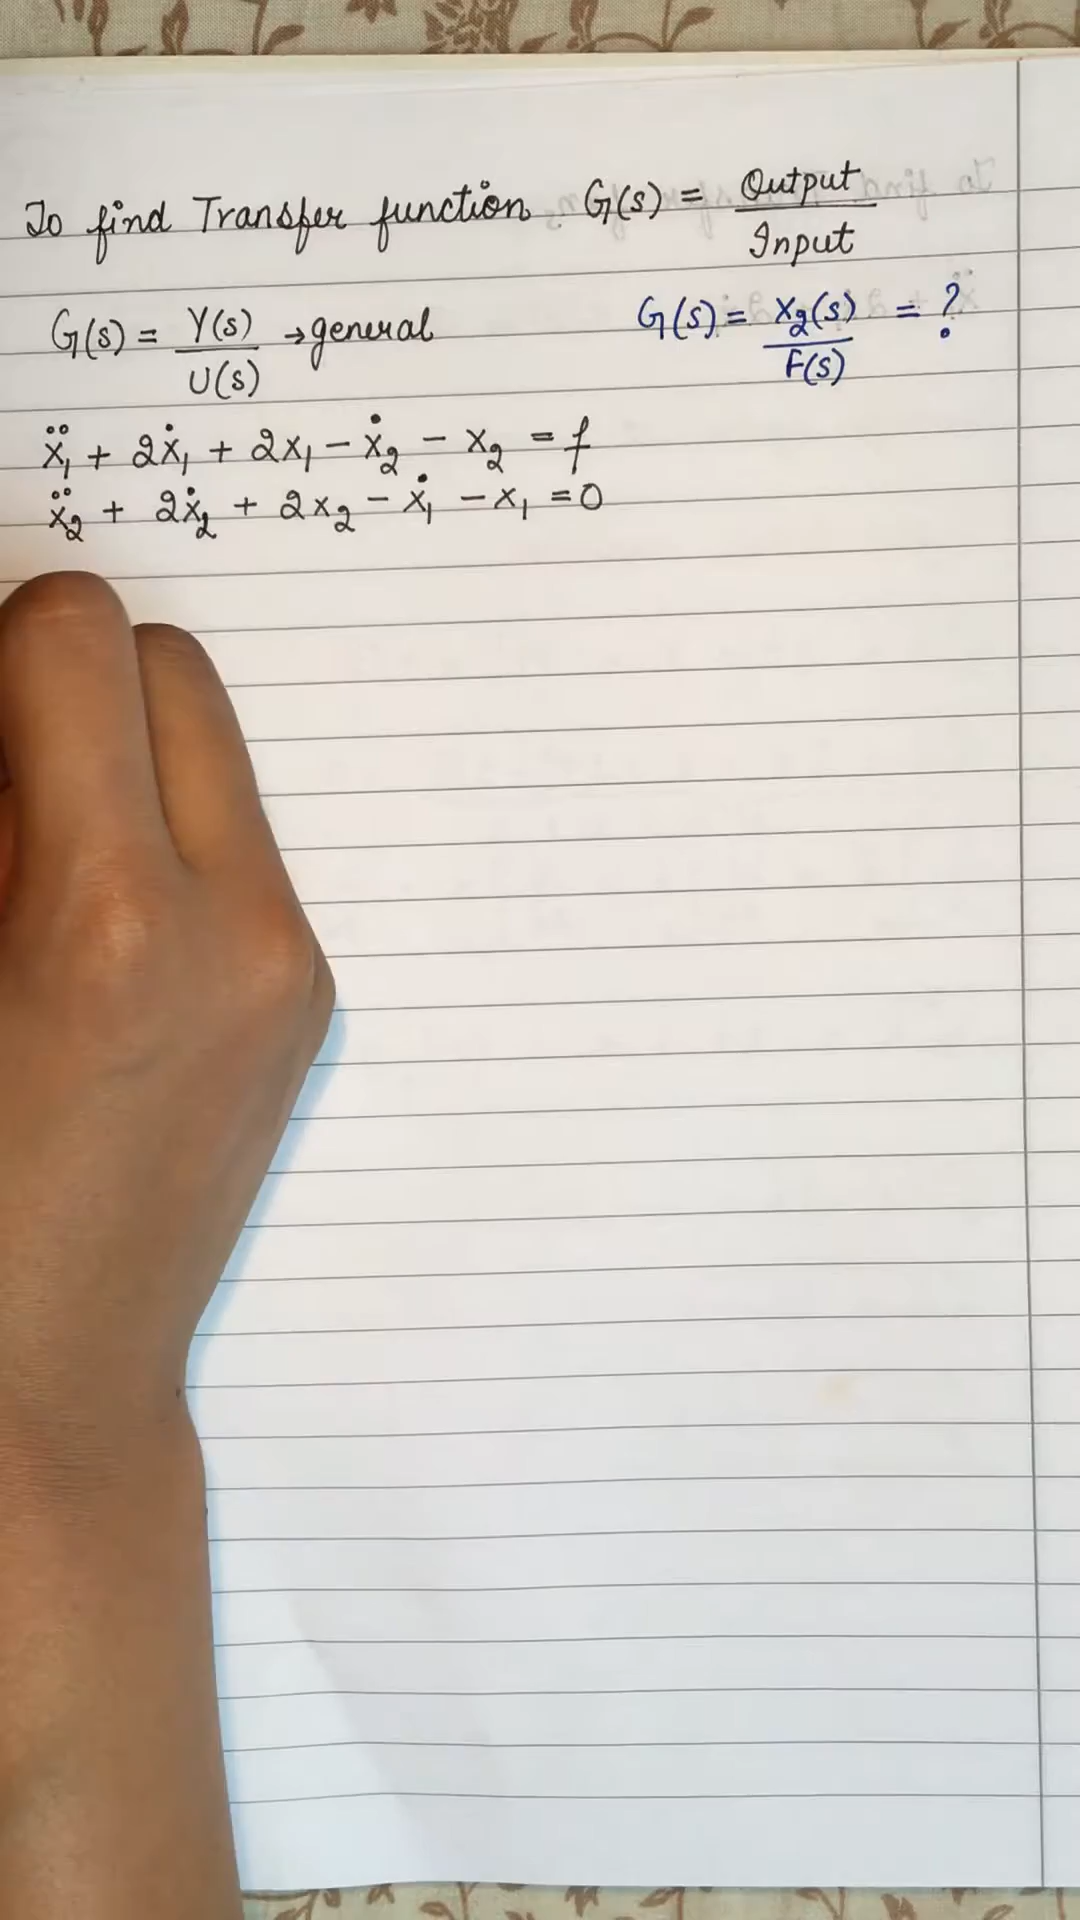 To find Transfer function G(s) = Output / Input
G(s) = Y(s) / U(s) → general
G(s) = X₂(s) / F(s) = ?
ẍ₁ + 2ẋ₁ + 2x₁ − ẋ₂ − x₂ = f
ẍ₂ + 2ẋ₂ + 2x₂ − ẋ₁ − x₁ = 0